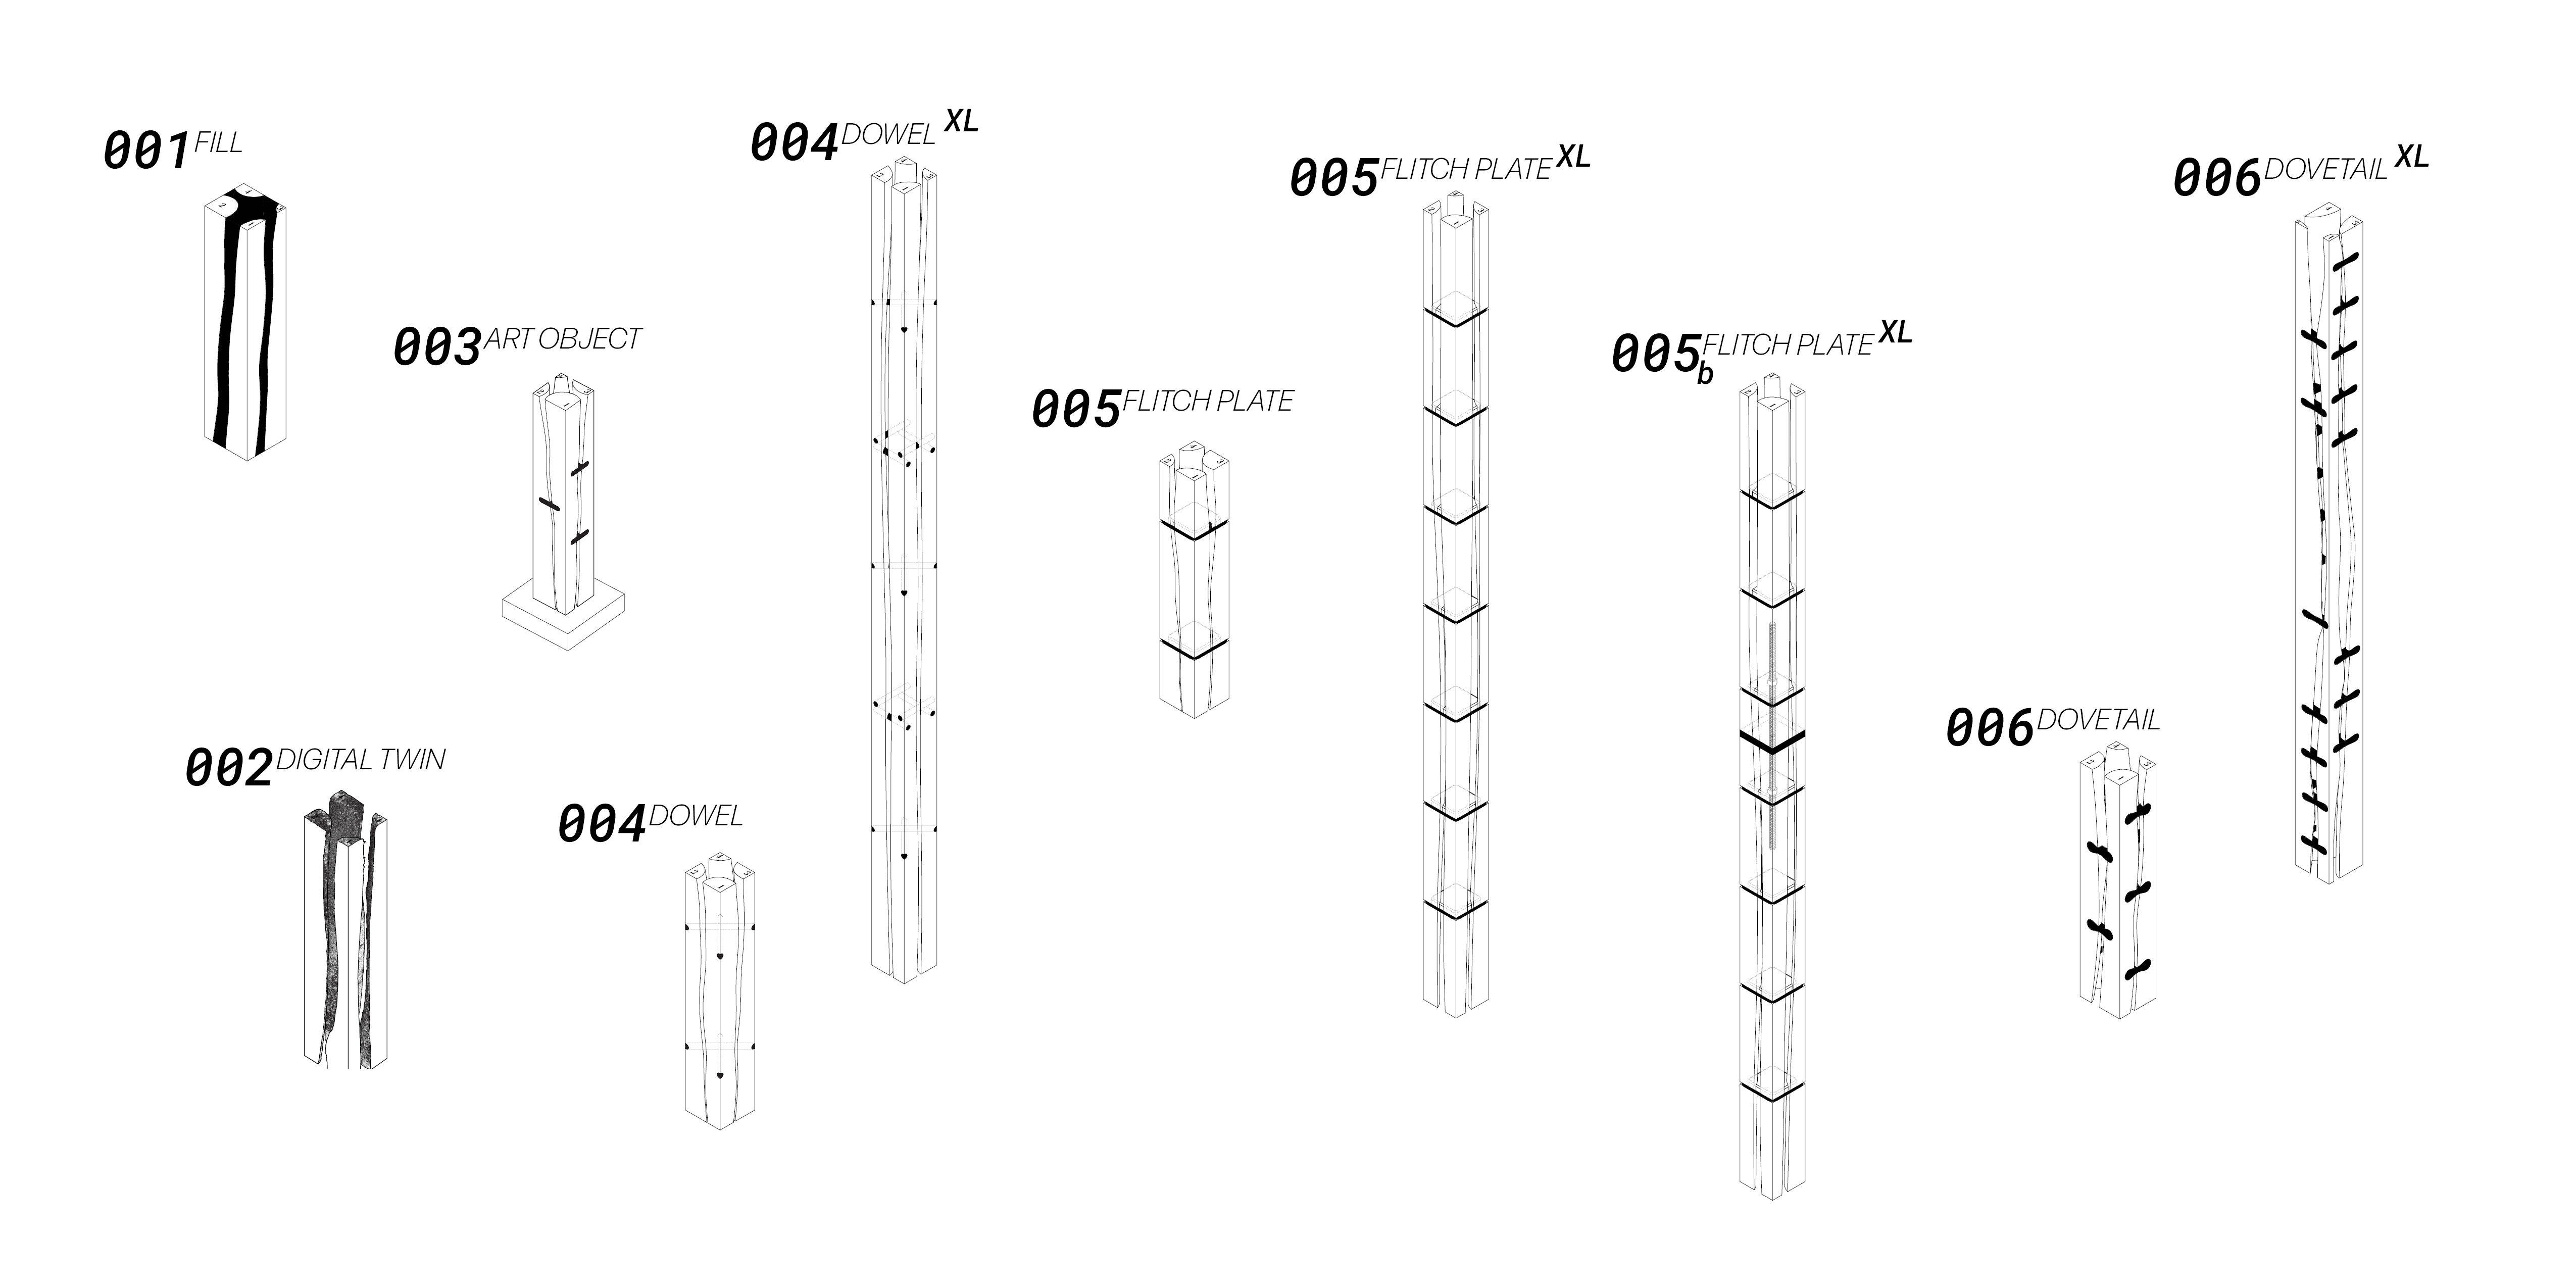 001 FILL
002 DIGITAL TWIN
003 ART OBJECT
004 DOWEL
004 DOWEL XL
005 FLITCH PLATE
005 FLITCH PLATE XL
005b FLITCH PLATE XL
006 DOVETAIL
006 DOVETAIL XL